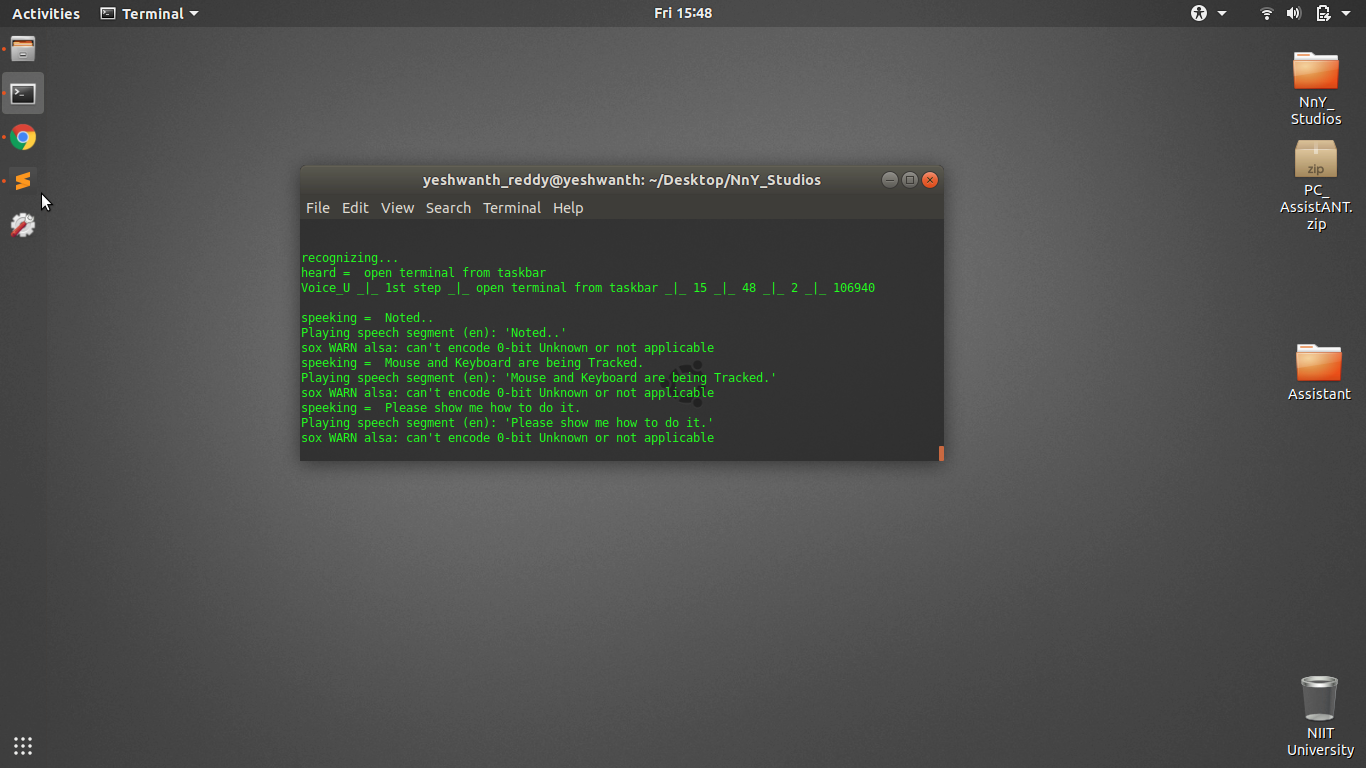 Activities
Terminal
Fri 15:48
NnY_
Studios
zip
PC_
AssistANT.
zip
yeshwanth_reddy@yeshwanth: ~/Desktop/NnY_Studios
File Edit View Search Terminal Help
recognizing...
heard =  open terminal from taskbar
Voice_U _|_ 1st step _|_ open terminal from taskbar _|_ 15 _|_ 48 _|_ 2 _|_ 106940
speeking =  Noted..
Playing speech segment (en): 'Noted..'
sox WARN alsa: can't encode 0-bit Unknown or not applicable
speeking =  Mouse and Keyboard are being Tracked.
Playing speech segment (en): 'Mouse and Keyboard are being Tracked.'
sox WARN alsa: can't encode 0-bit Unknown or not applicable
speeking =  Please show me how to do it.
Playing speech segment (en): 'Please show me how to do it.'
sox WARN alsa: can't encode 0-bit Unknown or not applicable
Assistant
NIIT
University